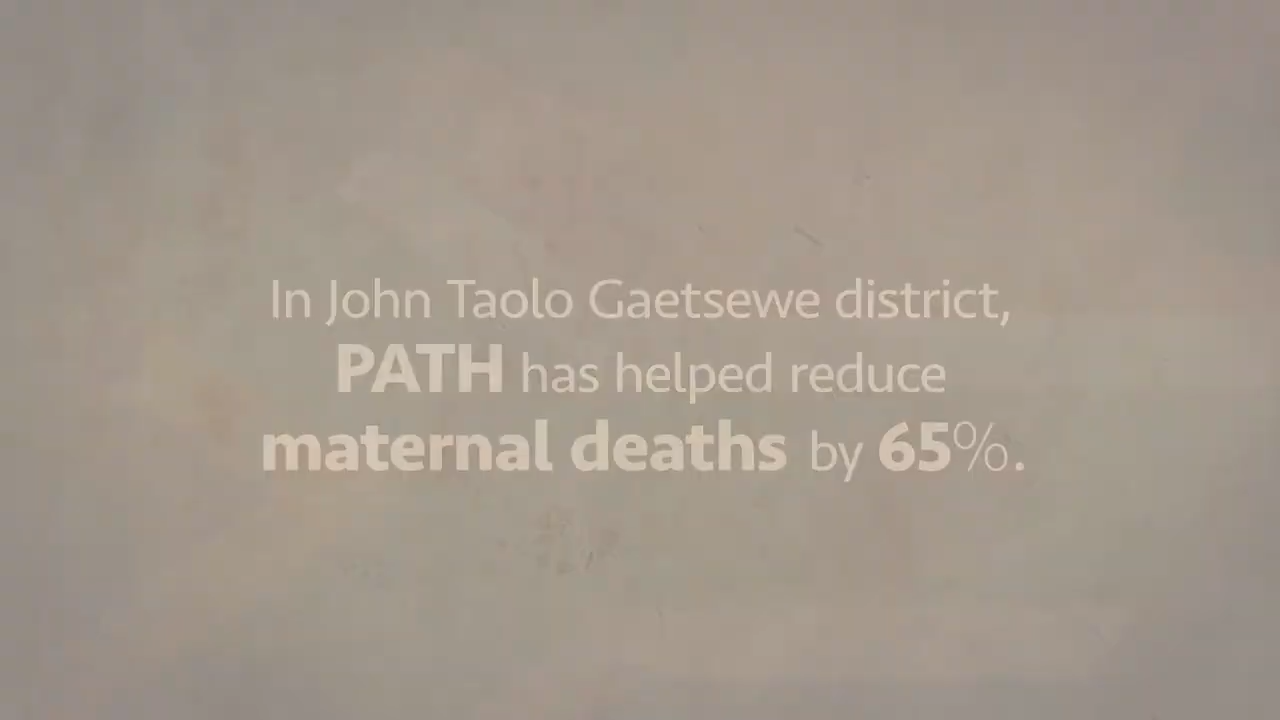 In John Taolo Gaetsewe district,
PATH has helped reduce
maternal deaths by 65%.